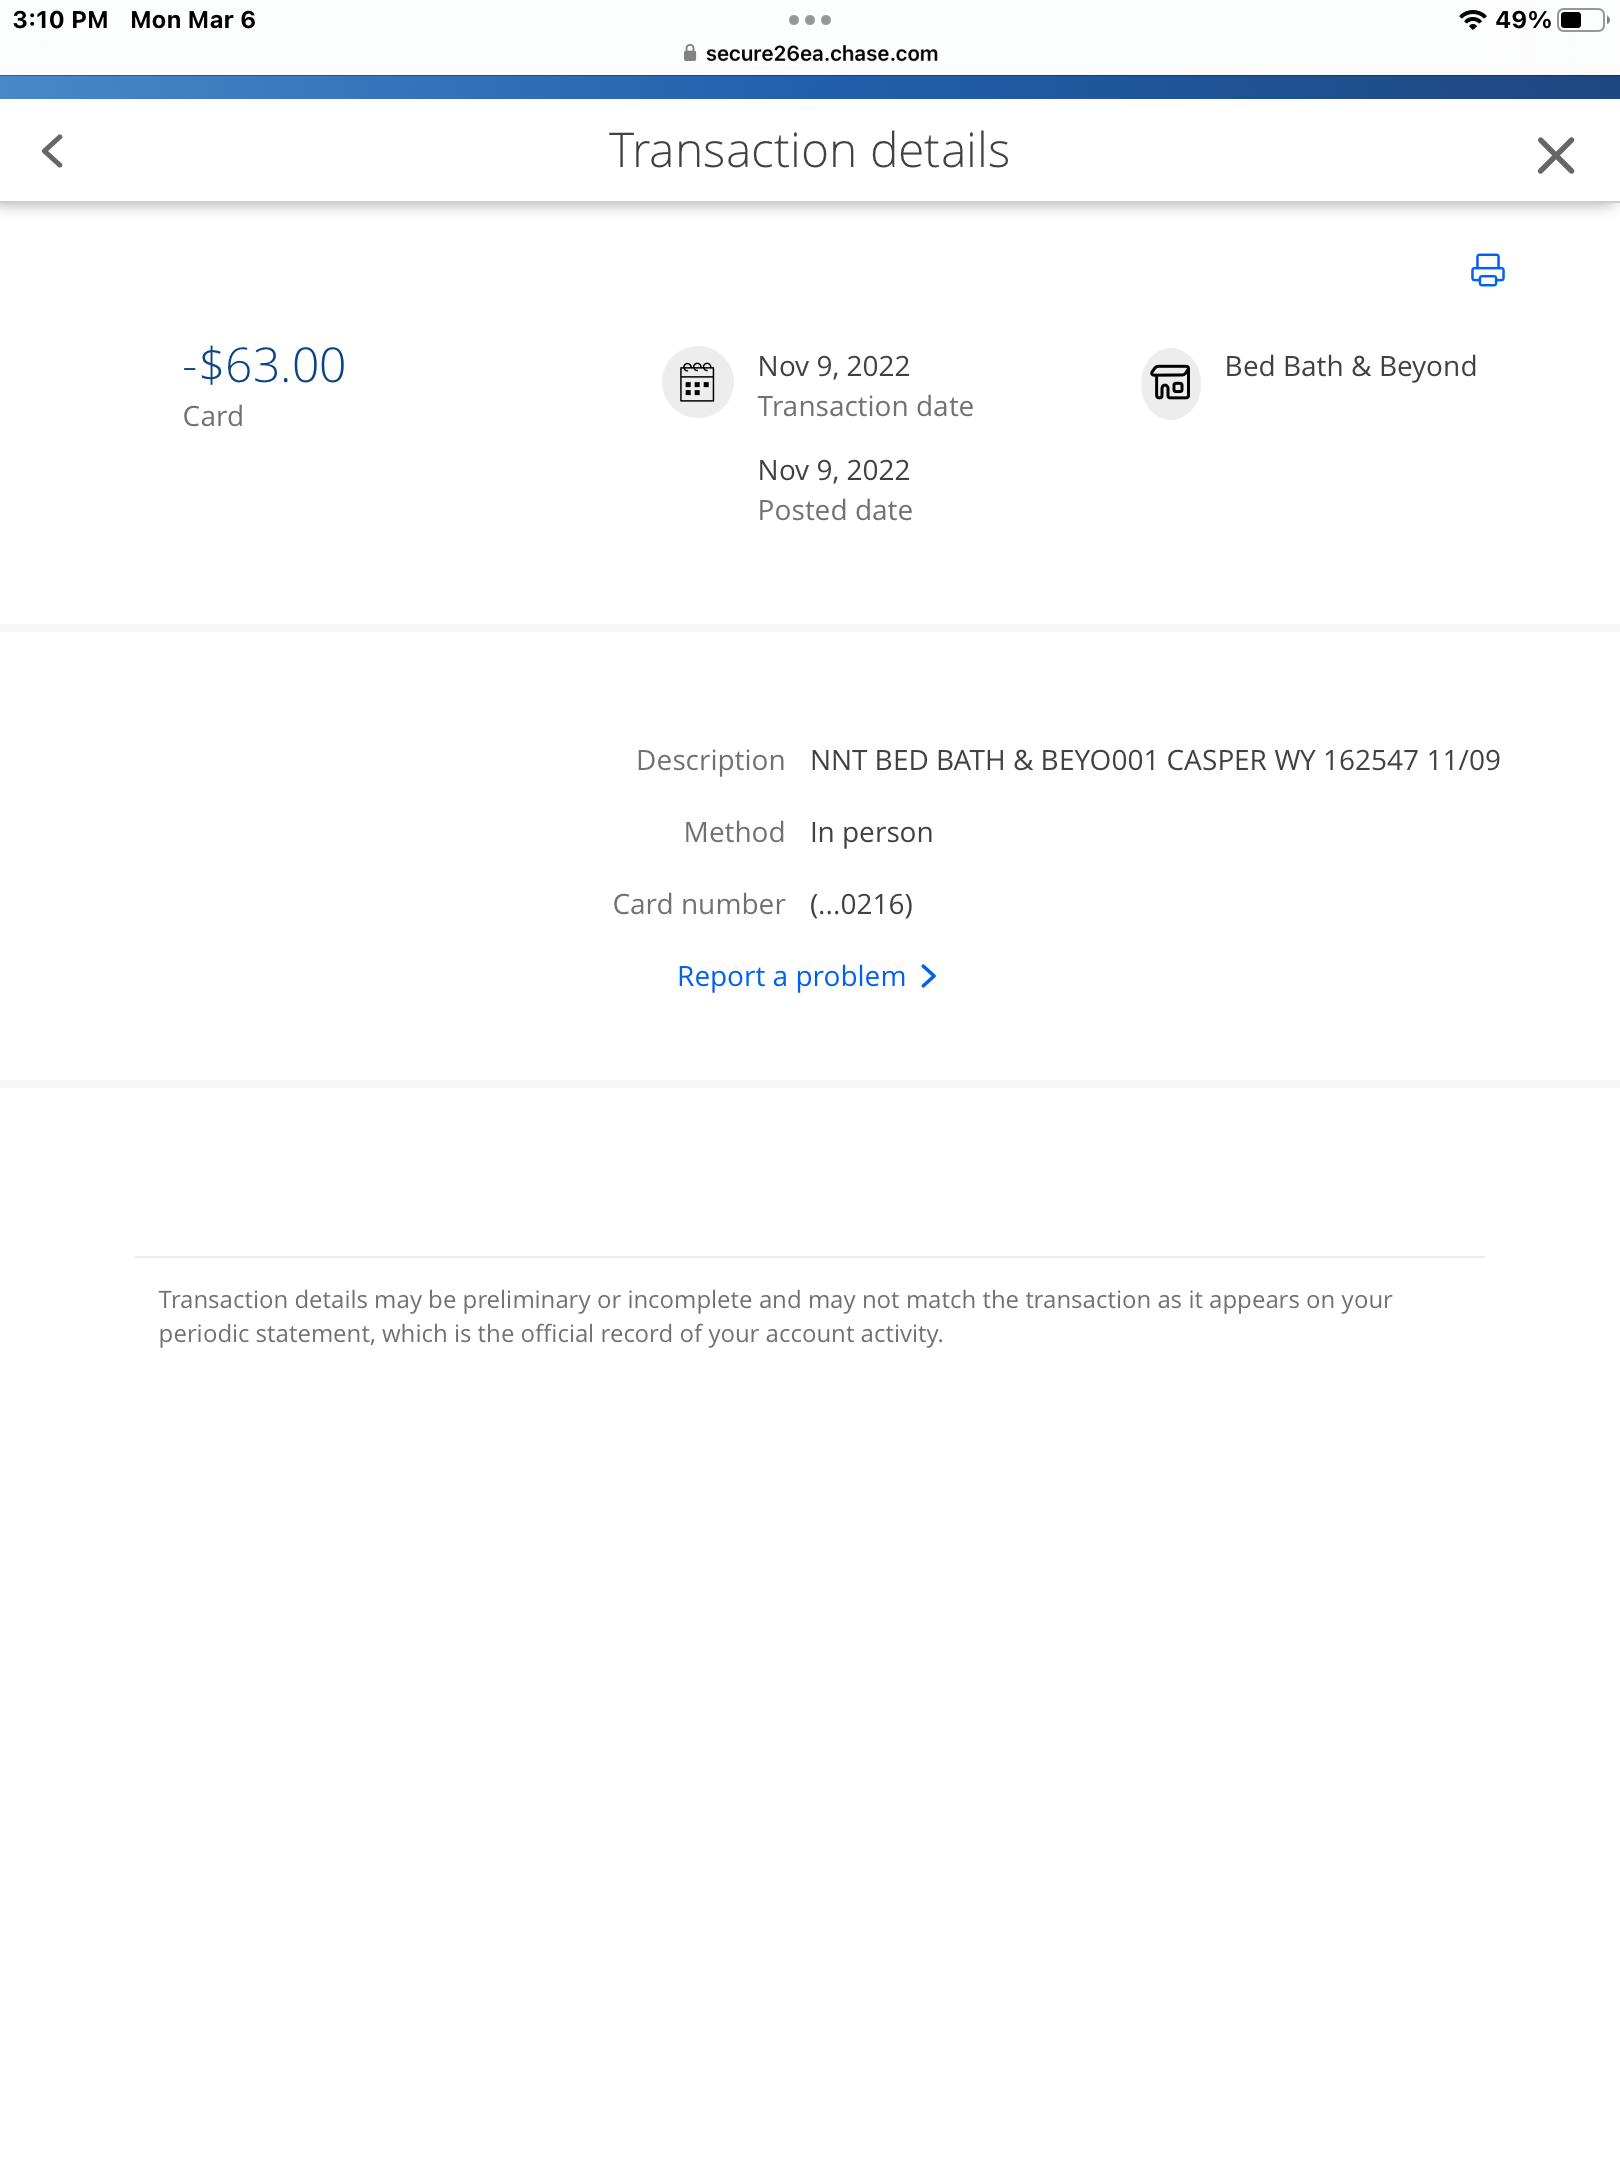 3:10 PM Mon Mar 6
49%
secure26ea.chase.com
Transaction details
-$63.00
Card
Nov 9, 2022
Transaction date
Nov 9, 2022
Posted date
Bed Bath & Beyond
Description NNT BED BATH & BEYO001 CASPER WY 162547 11/09
Method In person
Card number (...0216)
Report a problem
Transaction details may be preliminary or incomplete and may not match the transaction as it appears on your
periodic statement, which is the official record of your account activity.